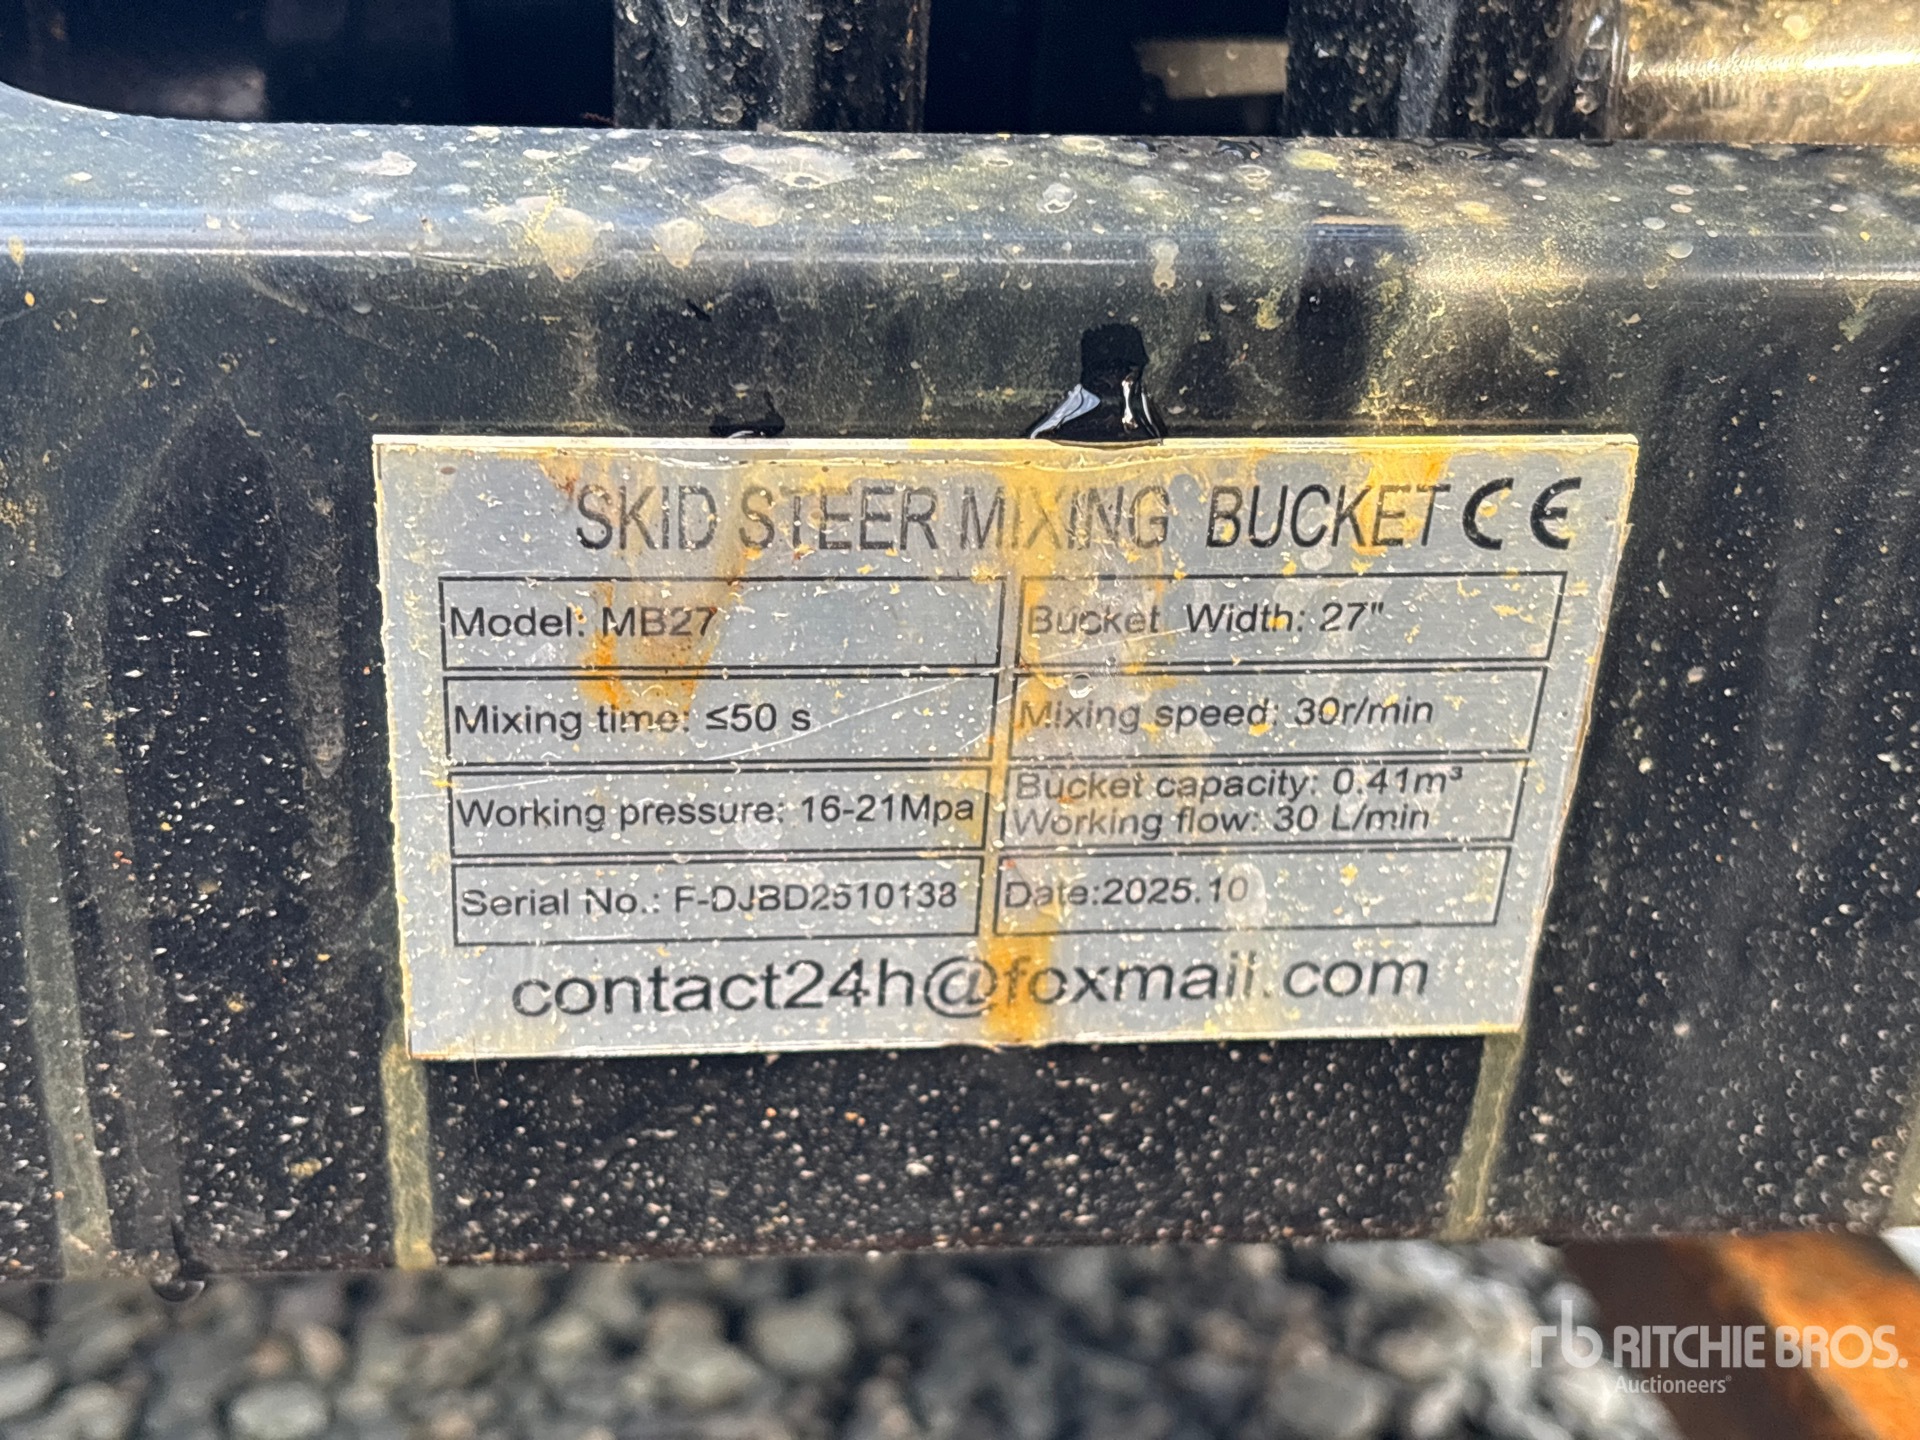 SKID STEER MIXING BUCKET CE
Model: MB27
Bucket Width: 27"
Mixing time: ≤50 s
Mixing speed: 30r/min
Working pressure: 16-21Mpa
Bucket capacity: 0.41m³
Working flow: 30 L/min
Serial No.: F-DJBD2510138
Date:2025.10
contact24h@foxmail.com
rb RITCHIE BROS.
Auctioneers®